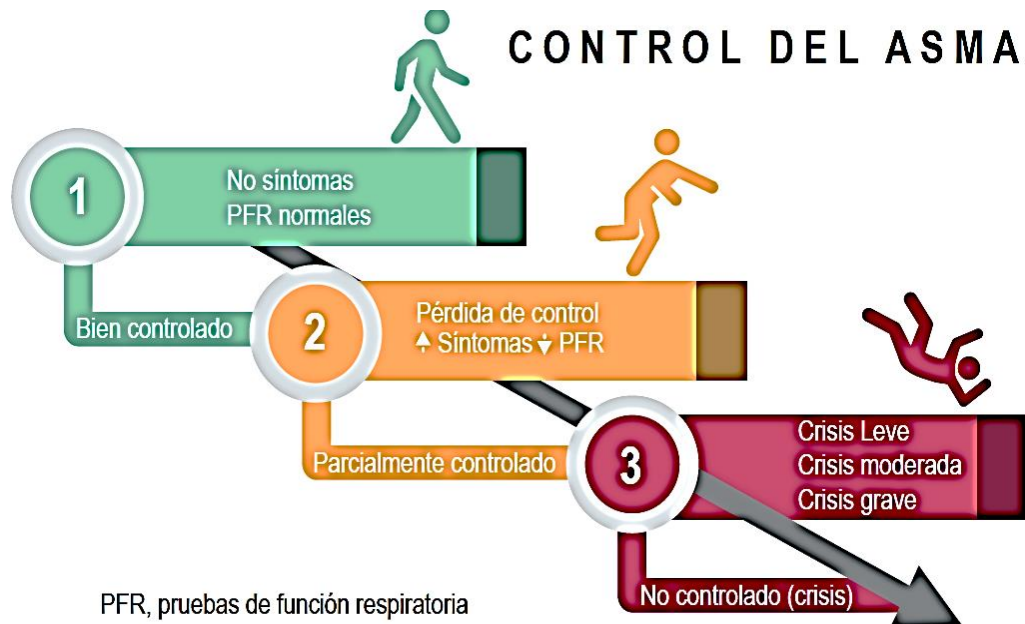 CONTROL DEL ASMA
1
No síntomas
PFR normales
Bien controlado
2
Pérdida de control
↑ Síntomas ↓ PFR
Parcialmente controlado
3
Crisis Leve
Crisis moderada
Crisis grave
No controlado (crisis)
PFR, pruebas de función respiratoria